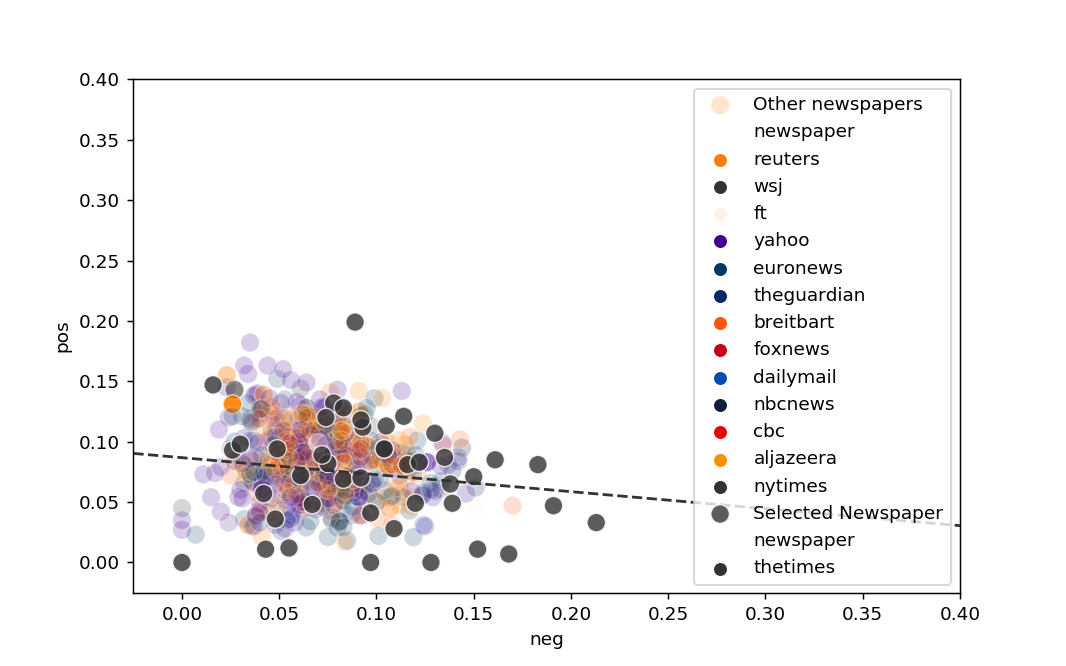 0.40
0.35
0.30
0.25
0.20
0.15
0.10
0.05
0.00
pos
0.00 0.05 0.10 0.15 0.20 0.25 0.30 0.35 0.40
neg
Other newspapers
newspaper
reuters
wsj
ft
yahoo
euronews
theguardian
breitbart
foxnews
dailymail
nbcnews
cbc
aljazeera
nytimes
Selected Newspaper
newspaper
thetimes